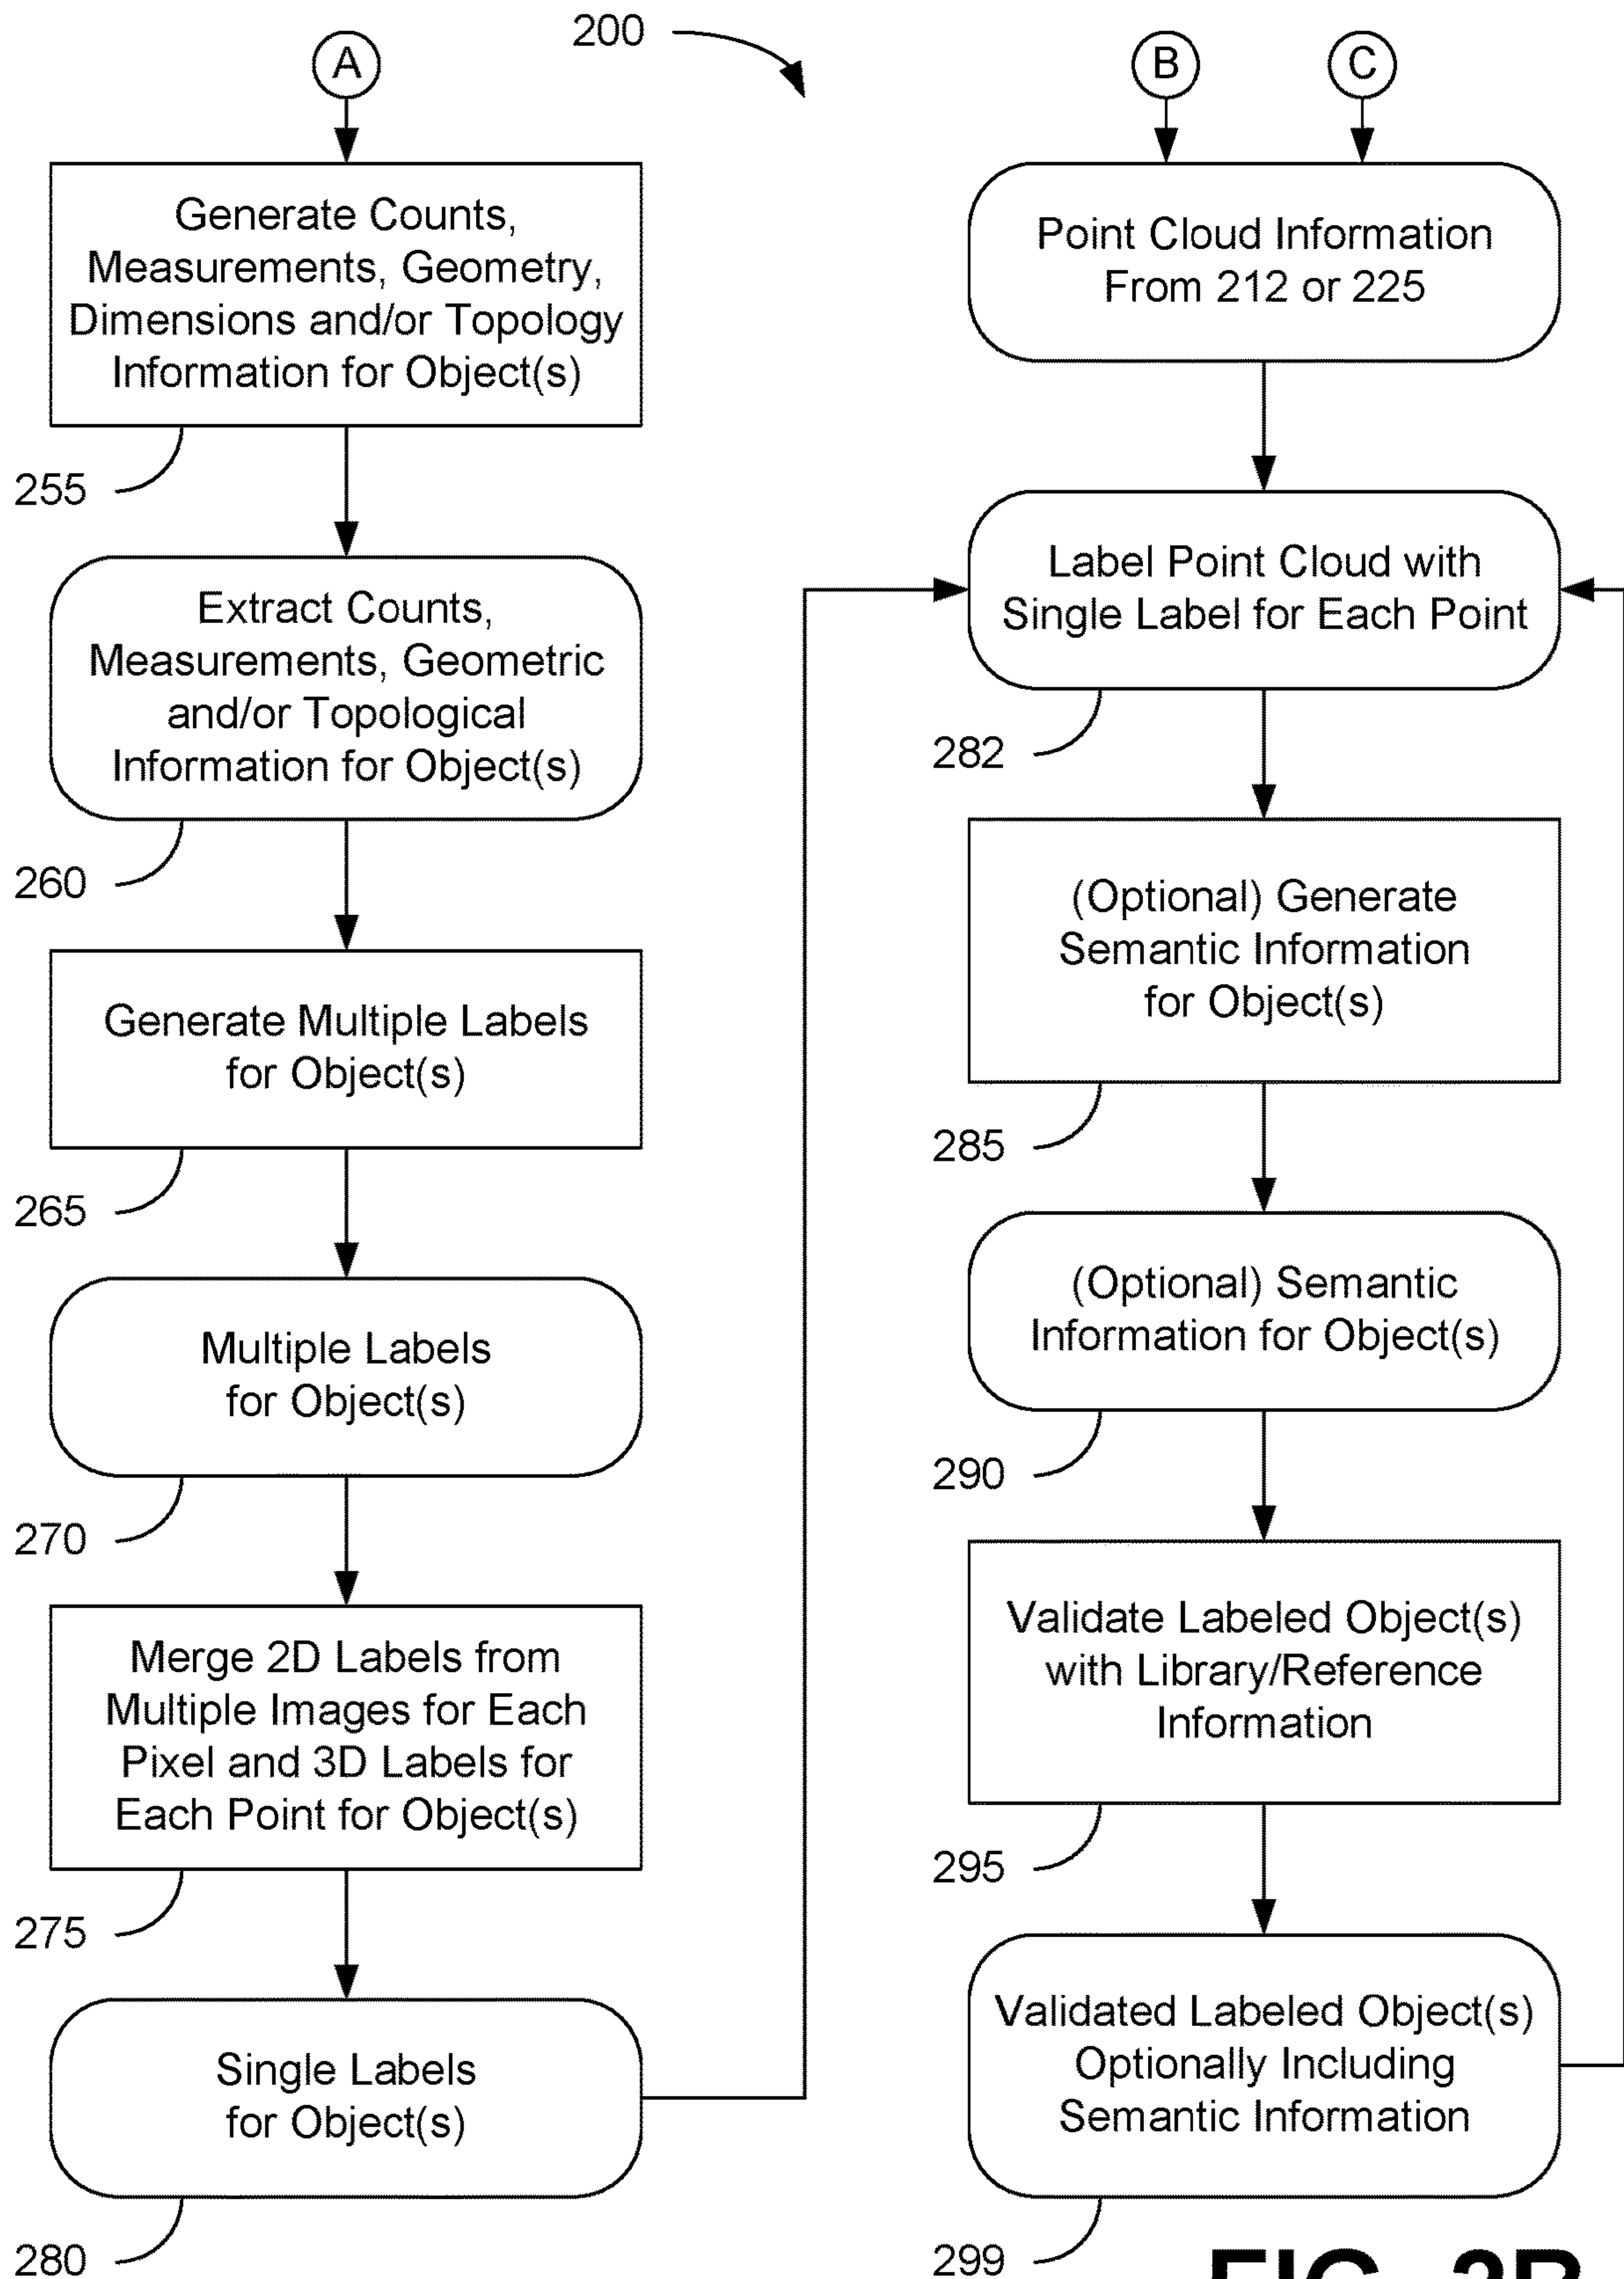 200
A
Generate Counts,
Measurements, Geometry,
Dimensions and/or Topology
Information for Object(s)
255
Extract Counts,
Measurements, Geometric
and/or Topological
Information for Object(s)
260
Generate Multiple Labels
for Object(s)
265
Multiple Labels
for Object(s)
270
Merge 2D Labels from
Multiple Images for Each
Pixel and 3D Labels for
Each Point for Object(s)
275
Single Labels
for Object(s)
280
B
C
Point Cloud Information
From 212 or 225
Label Point Cloud with
Single Label for Each Point
282
(Optional) Generate
Semantic Information
for Object(s)
285
(Optional) Semantic
Information for Object(s)
290
Validate Labeled Object(s)
with Library/Reference
Information
295
Validated Labeled Object(s)
Optionally Including
Semantic Information
299